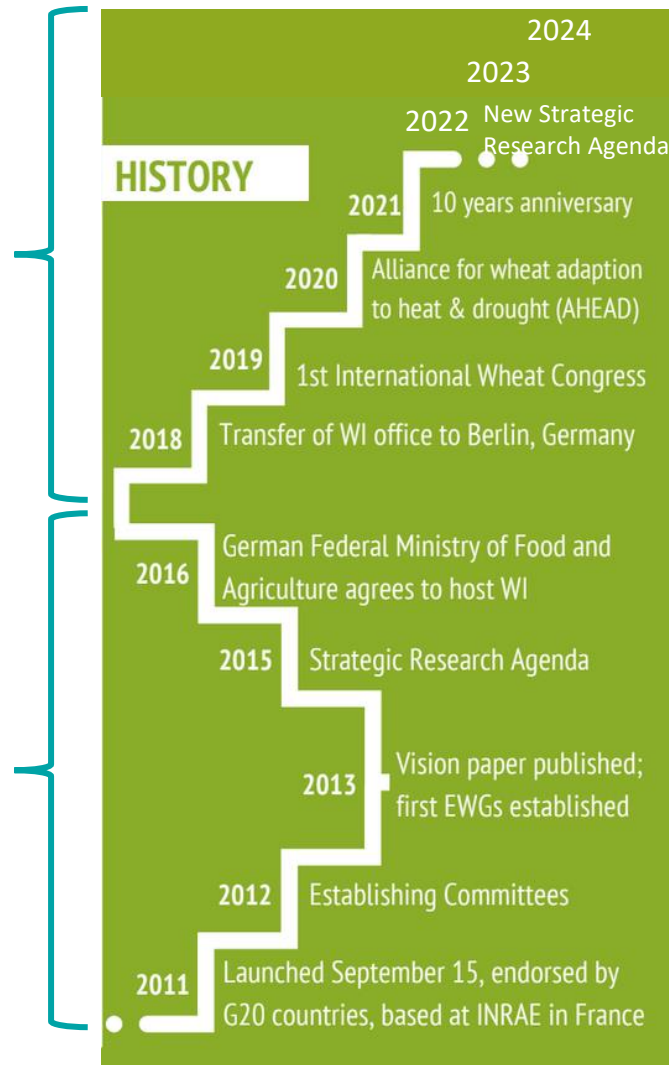 2024
2023
2022 New Strategic
Research Agenda
HISTORY
2021 10 years anniversary
2020 Alliance for wheat adaption
to heat & drought (AHEAD)
2019 1st International Wheat Congress
2018 Transfer of WI office to Berlin, Germany
German Federal Ministry of Food and
2016 Agriculture agrees to host WI
2015 Strategic Research Agenda
Vision paper published;
2013 first EWGs established
2012 Establishing Committees
2011 Launched September 15, endorsed by
G20 countries, based at INRAE in France